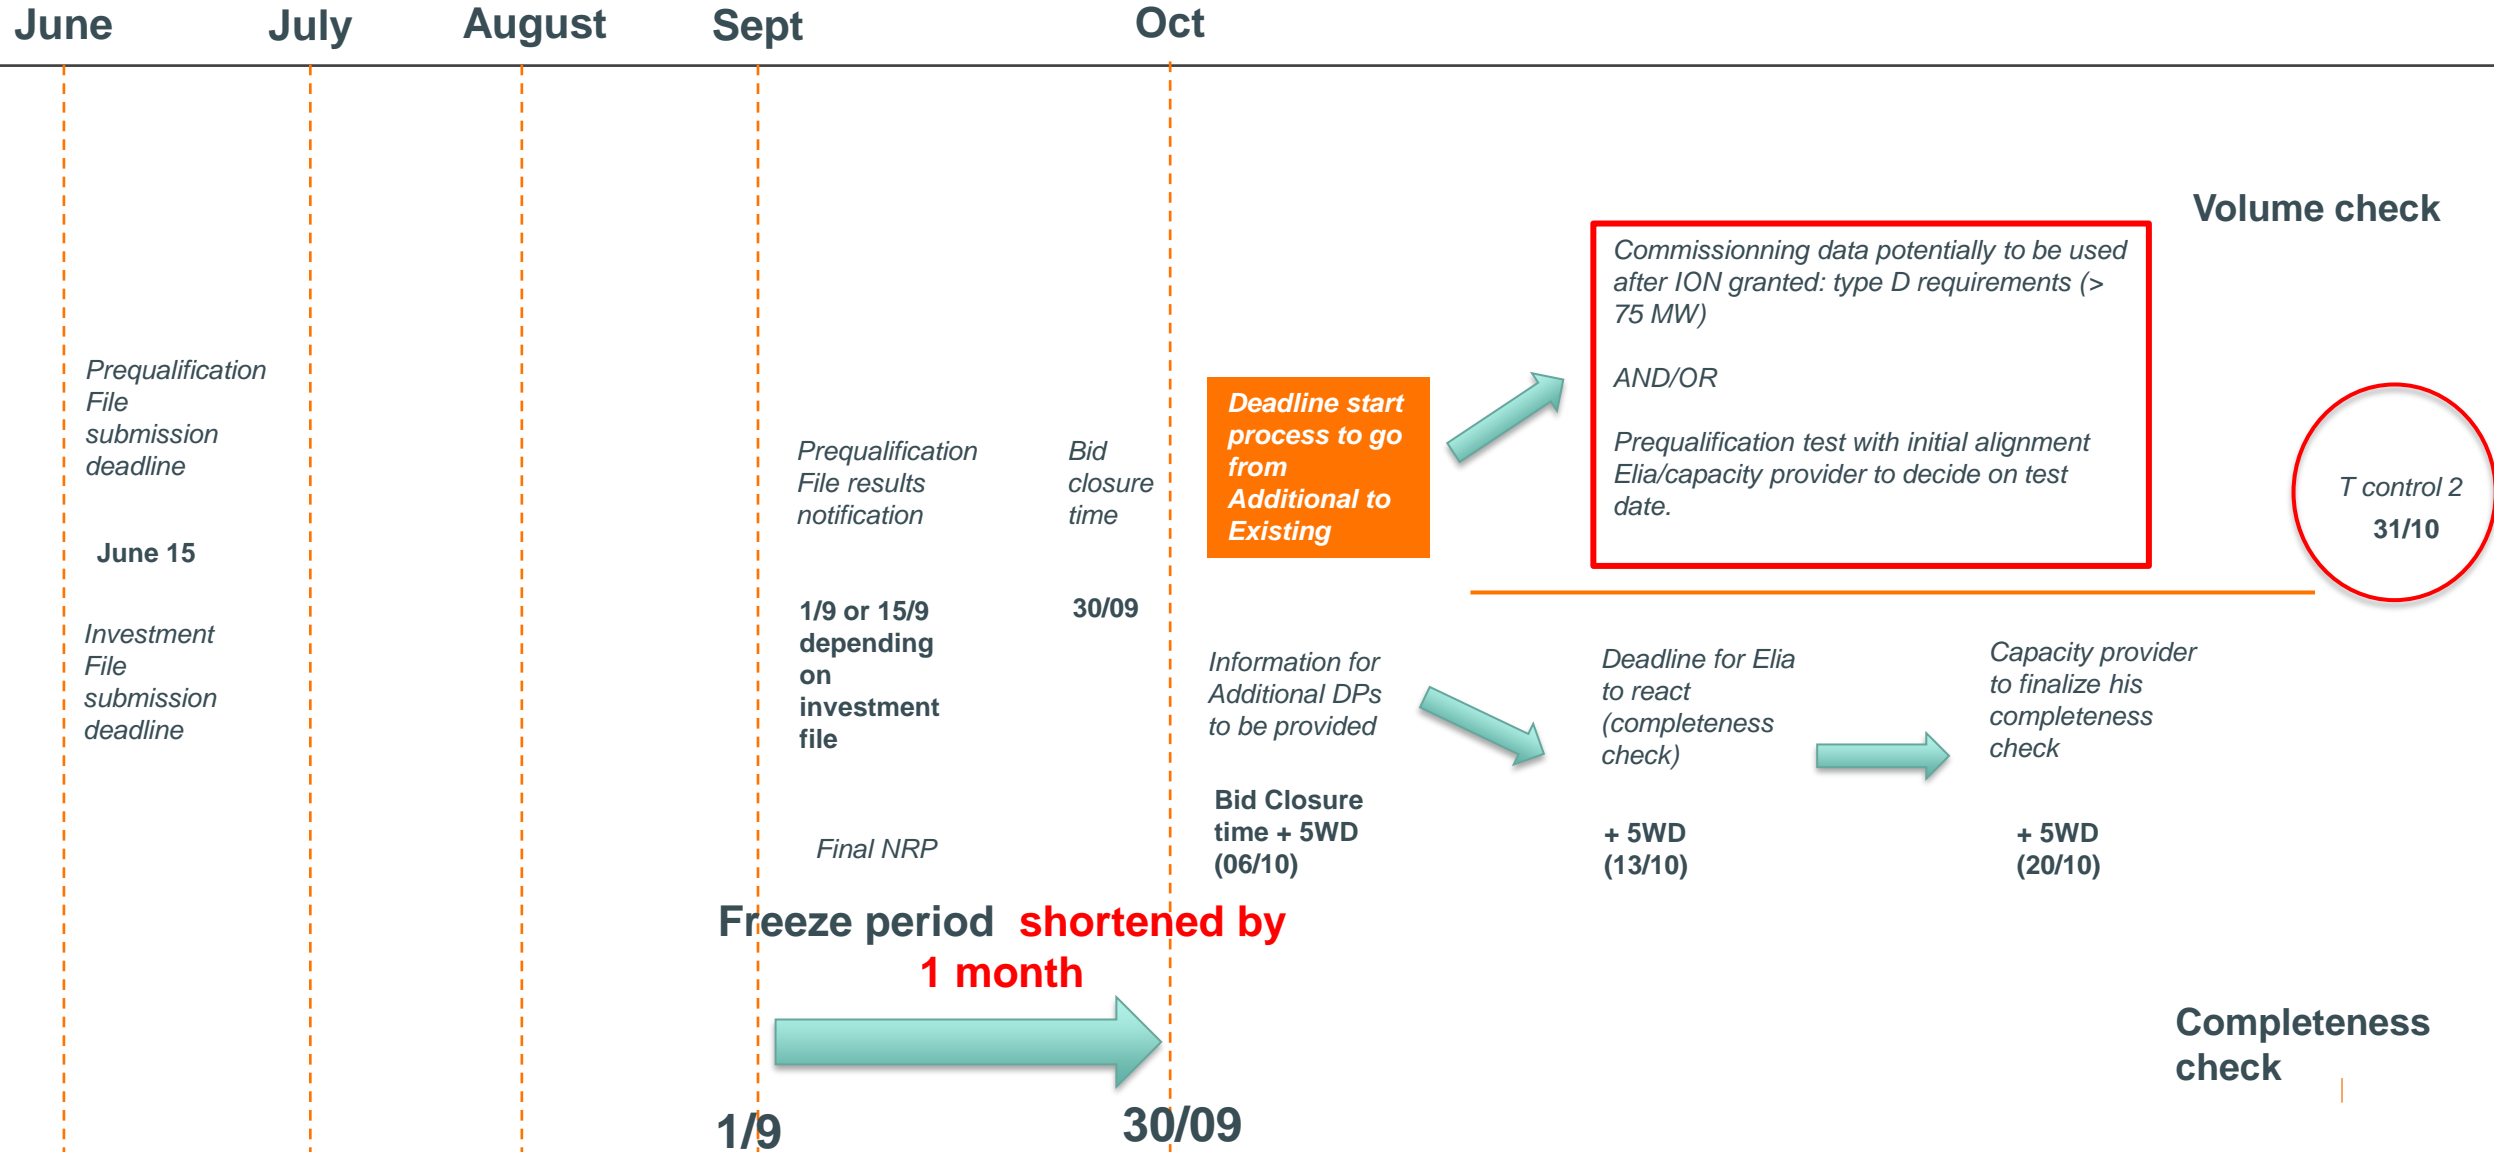 June
July
August
Sept
Oct
Volume check
Commissionning data potentially to be used
after ION granted: type D requirements (>
75 MW)
AND/OR
Prequalification test with initial alignment
Elia/capacity provider to decide on test
date.
Prequalification
File
submission
deadline
June 15
Investment
File
submission
deadline
Prequalification
File results
notification
1/9 or 15/9
depending
on
investment
file
Final NRP
Bid
closure
time
30/09
Deadline start
process to go
from
Additional to
Existing
T control 2
31/10
Information for
Additional DPs
to be provided
Bid Closure
time + 5WD
(06/10)
Deadline for Elia
to react
(completeness
check)
+ 5WD
(13/10)
Capacity provider
to finalize his
completeness
check
+ 5WD
(20/10)
Freeze period shortened by
1 month
1/9
30/09
Completeness
check